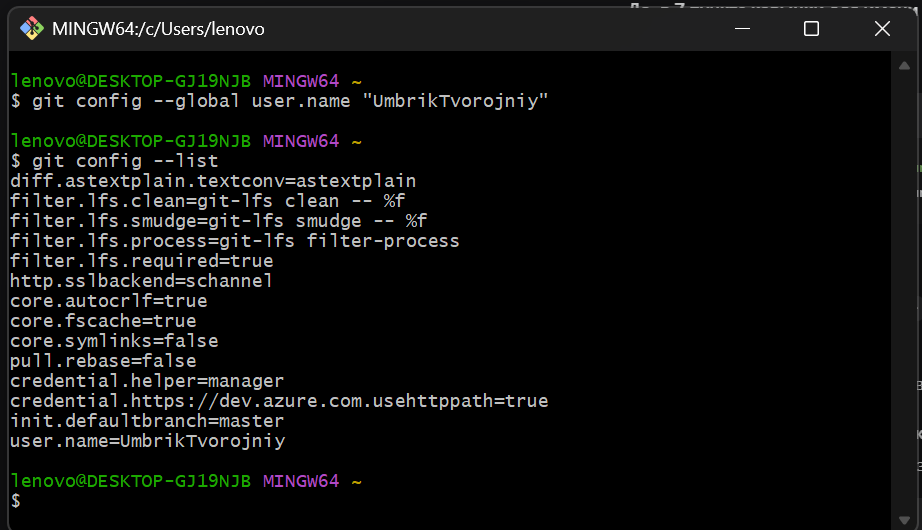 MINGW64:/c/Users/lenovo
lenovo@DESKTOP-GJ19NJB MINGW64 ~
$ git config --global user.name "UmbrikTvorojniy"
lenovo@DESKTOP-GJ19NJB MINGW64 ~
$ git config --list
diff.astextplain.textconv=astextplain
filter.lfs.clean=git-lfs clean -- %f
filter.lfs.smudge=git-lfs smudge -- %f
filter.lfs.process=git-lfs filter-process
filter.lfs.required=true
http.sslbackend=schannel
core.autocrlf=true
core.fscache=true
core.symlinks=false
pull.rebase=false
credential.helper=manager
credential.https://dev.azure.com.usehttppath=true
init.defaultbranch=master
user.name=UmbrikTvorojniy
lenovo@DESKTOP-GJ19NJB MINGW64 ~
$